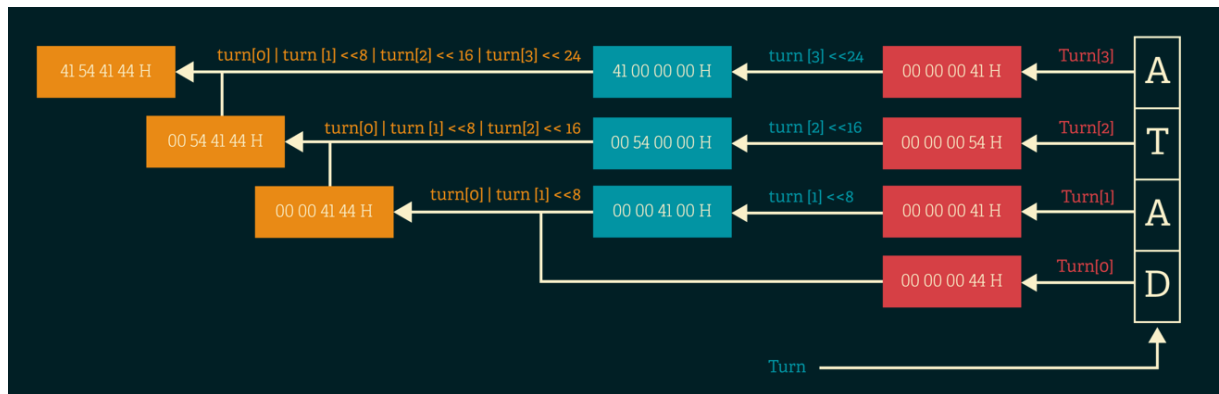 turn[0] | turn [1] <<8 | turn[2] << 16 | turn[3] << 24
41 54 41 44 H
41 00 00 00 H
turn [3] <<24
00 00 00 41 H
Turn[3]
A
turn[0] | turn [1] <<8 | turn[2] << 16
00 54 41 44 H
00 54 00 00 H
turn [2] <<16
00 00 00 54 H
Turn[2]
T
turn[0] | turn [1] <<8
00 00 41 44 H
00 00 41 00 H
turn [1] <<8
00 00 00 41 H
Turn[1]
A
00 00 00 44 H
Turn[0]
D
Turn